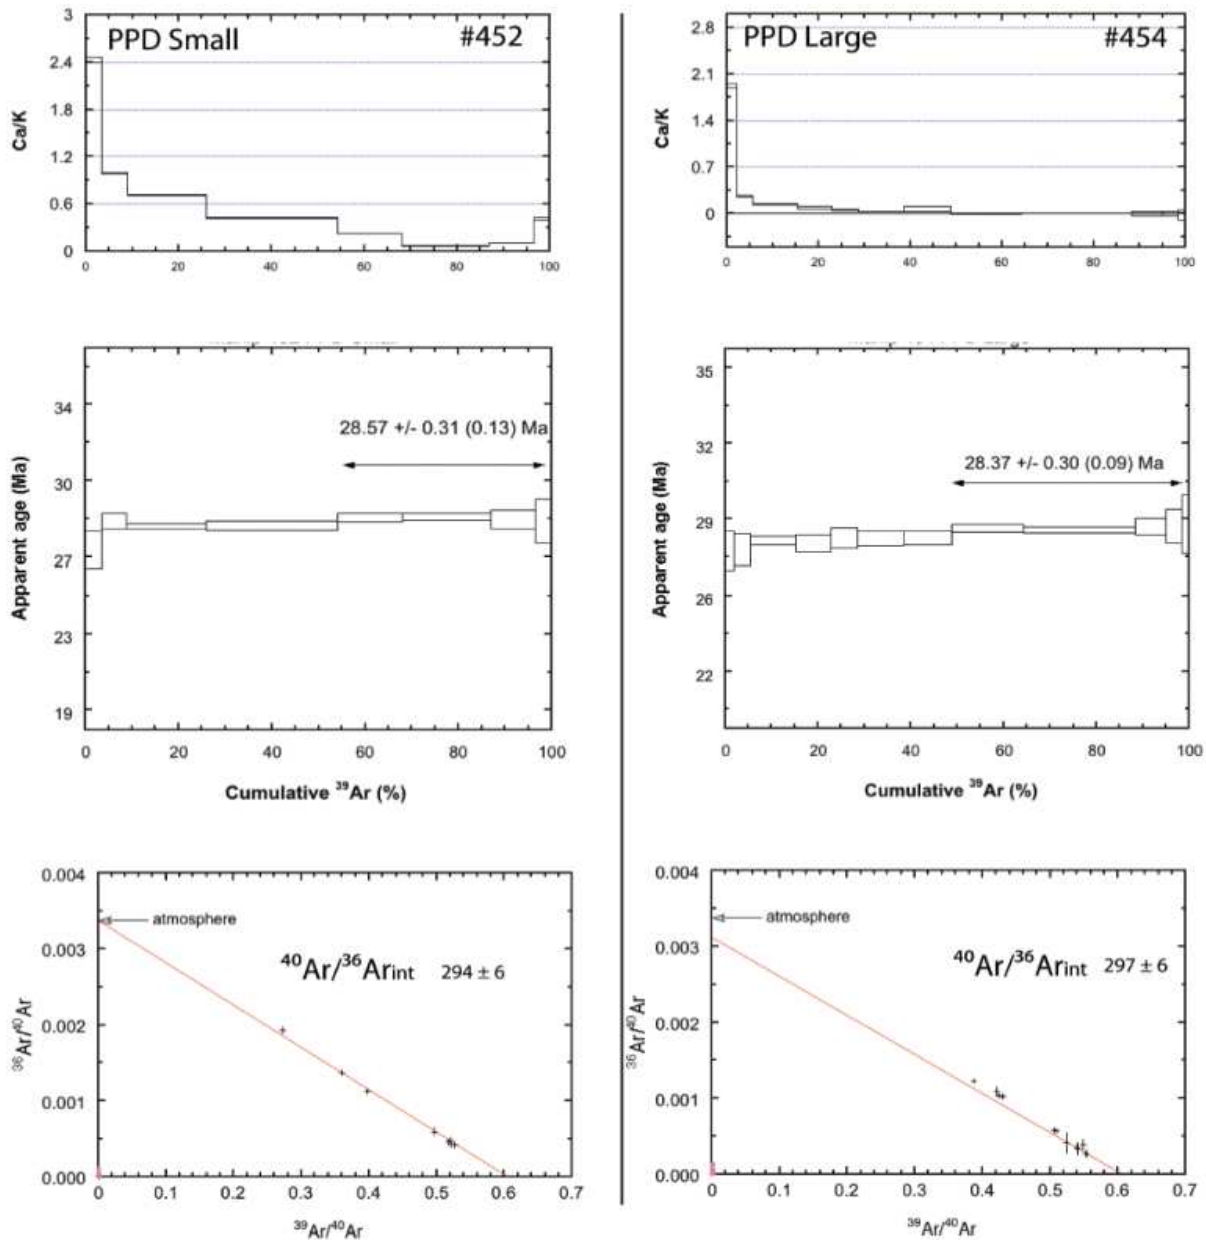 PPD Small #452
3
2.4
1.8
1.2
0.6
0
Ca/K
0 20 40 60 80 100
34
30
27
23
19
Apparent age (Ma)
28.57 +/- 0.31 (0.13) Ma
0 20 40 60 80 100
Cumulative ³⁹Ar (%)
0.004
0.003
0.002
0.001
0.000
³⁶Ar/⁴⁰Ar
atmosphere
⁴⁰Ar/³⁶Arint 294 ± 6
0 0.1 0.2 0.3 0.4 0.5 0.6 0.7
³⁹Ar/⁴⁰Ar
PPD Large #454
2.8
2.1
1.4
0.7
0
Ca/K
0 20 40 60 80 100
35
32
29
26
22
Apparent age (Ma)
28.37 +/- 0.30 (0.09) Ma
0 20 40 60 80 100
Cumulative ³⁹Ar (%)
0.004
0.003
0.002
0.001
0.000
³⁶Ar/⁴⁰Ar
atmosphere
⁴⁰Ar/³⁶Arint 297 ± 6
0 0.1 0.2 0.3 0.4 0.5 0.6 0.7
³⁹Ar/⁴⁰Ar